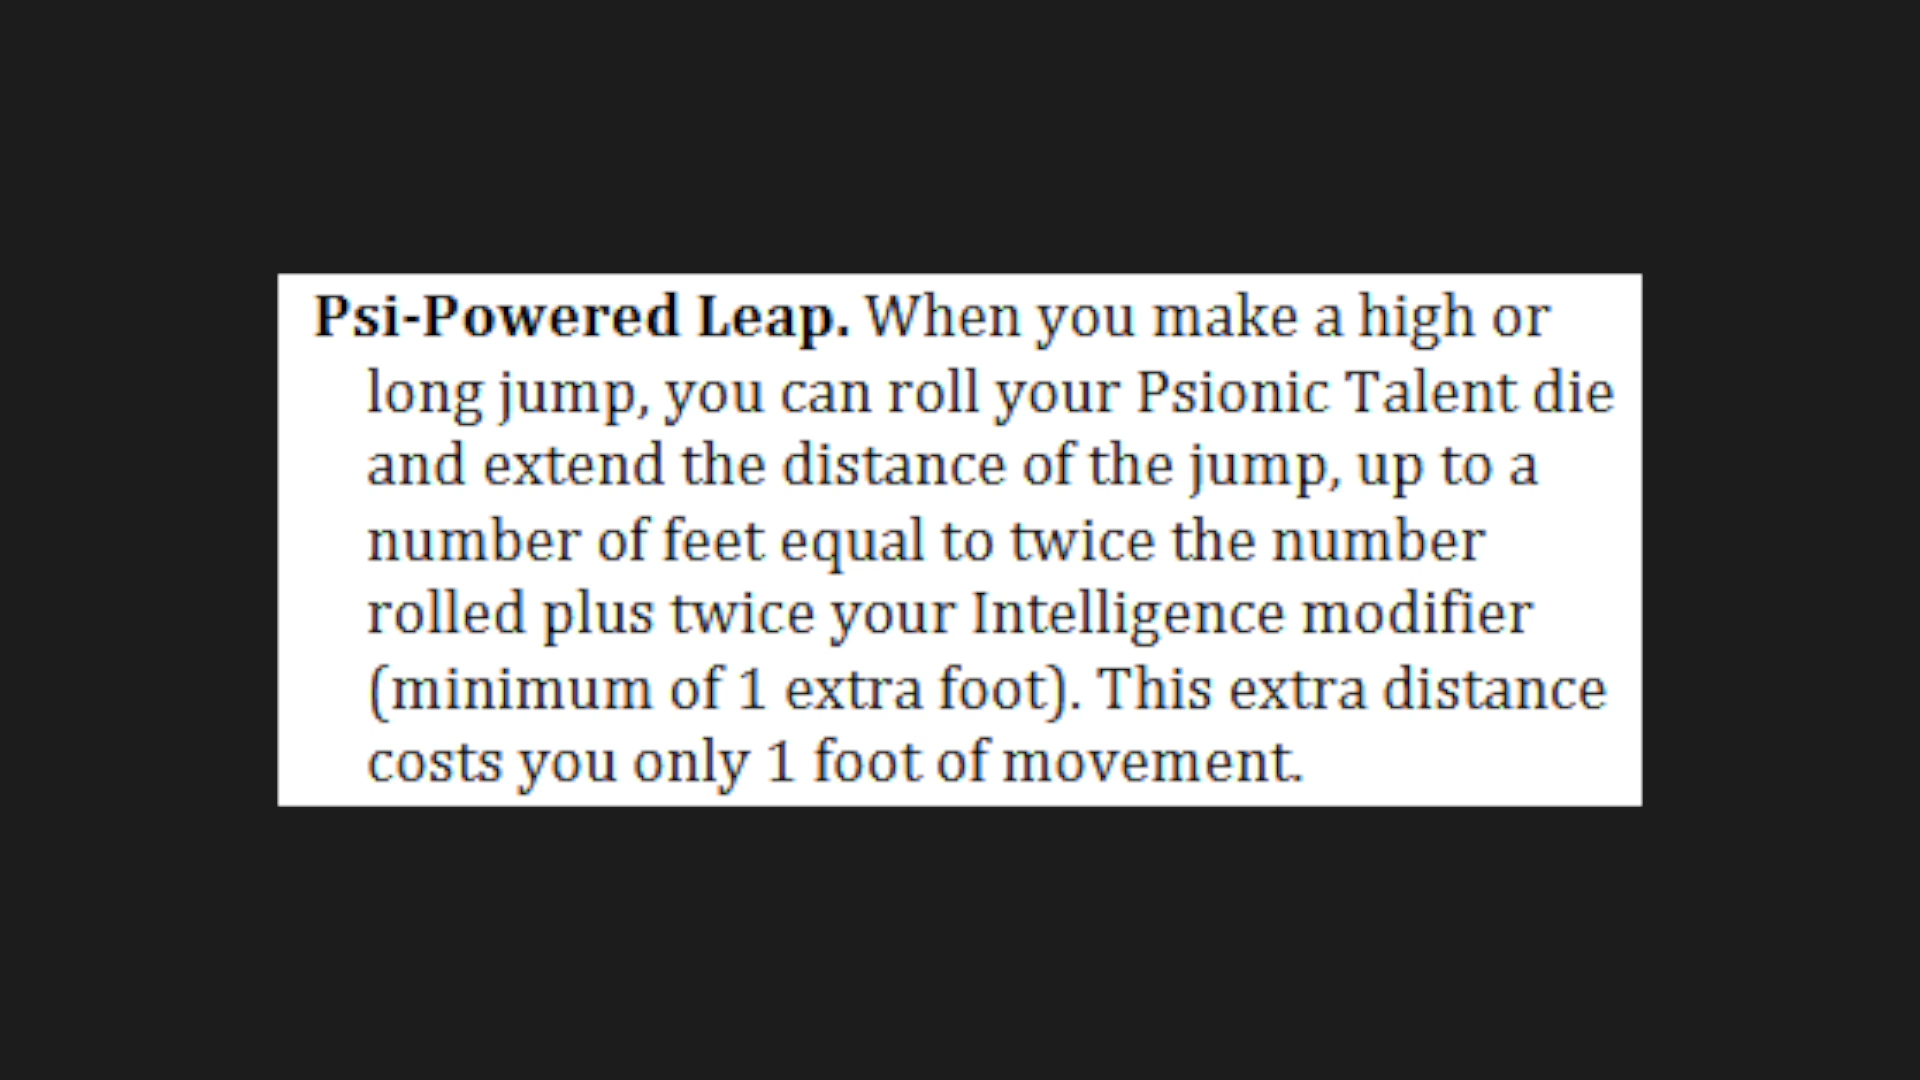 Psi-Powered Leap. When you make a high or
long jump, you can roll your Psionic Talent die
and extend the distance of the jump, up to a
number of feet equal to twice the number
rolled plus twice your Intelligence modifier
(minimum of 1 extra foot). This extra distance
costs you only 1 foot of movement.